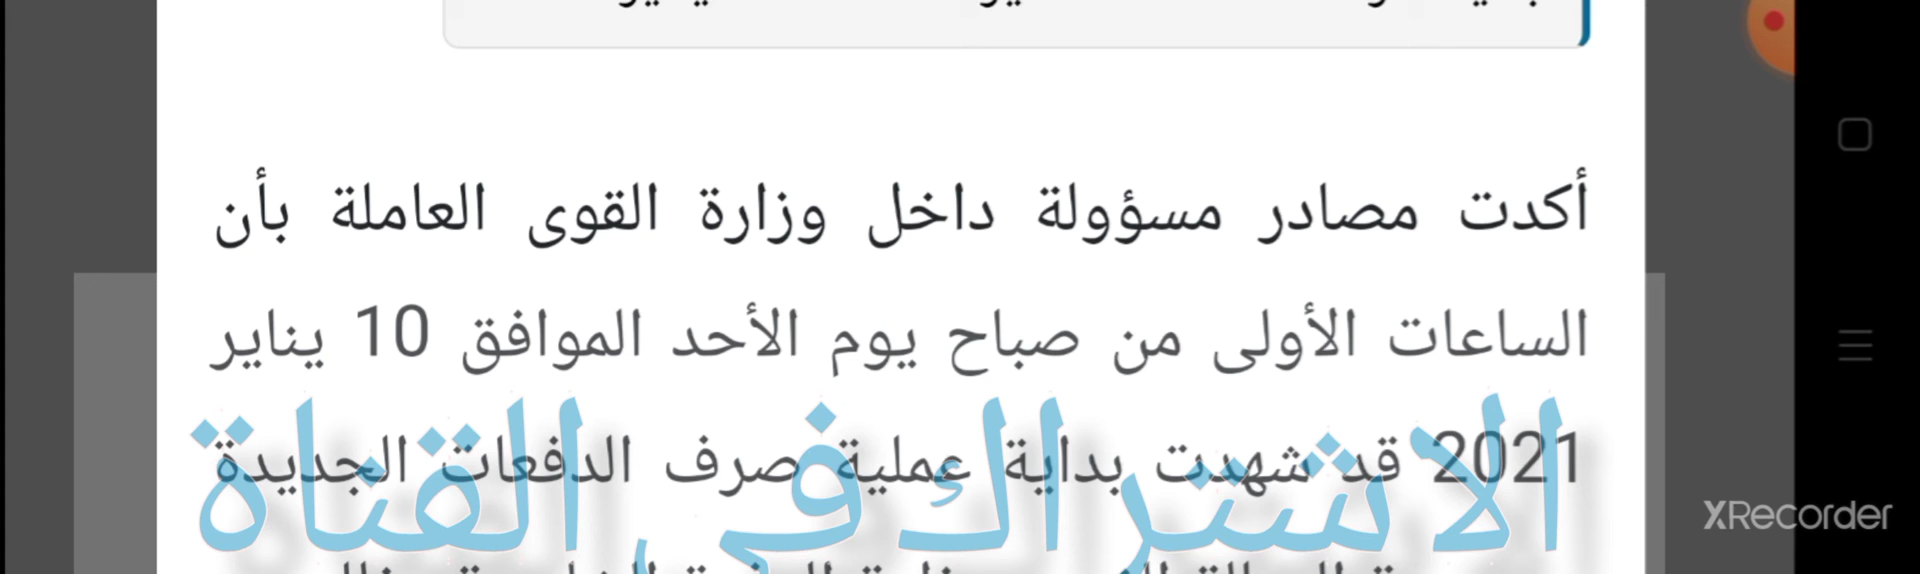 أكدت مصادر مسؤولة داخل وزارة القوى العاملة بأن
الساعات الأولى من صباح يوم الأحد الموافق 10 يناير
2021 قد شهدت بداية عملية صرف الدفعات الجديدة
الاشتراك في القناة
XRecorder